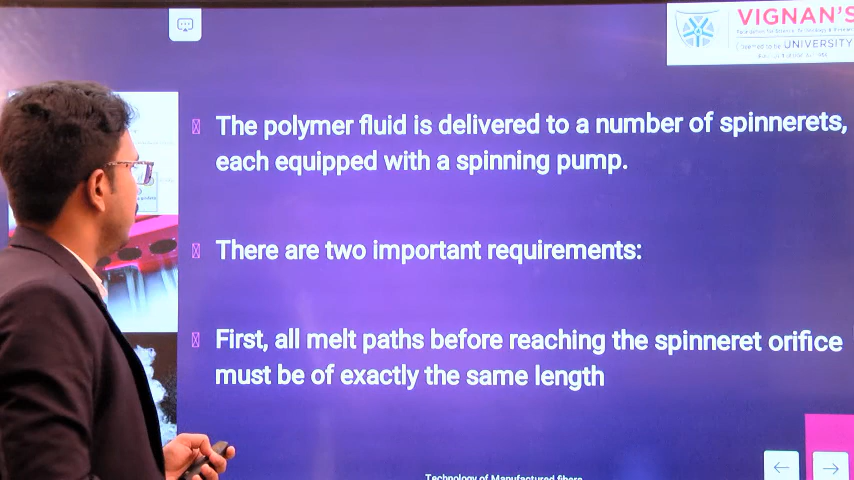 VIGNAN'S
UNIVERSITY
The polymer fluid is delivered to a number of spinnerets,
each equipped with a spinning pump.
There are two important requirements:
First, all melt paths before reaching the spinneret orifice
must be of exactly the same length
Technology of Manufactured fibers